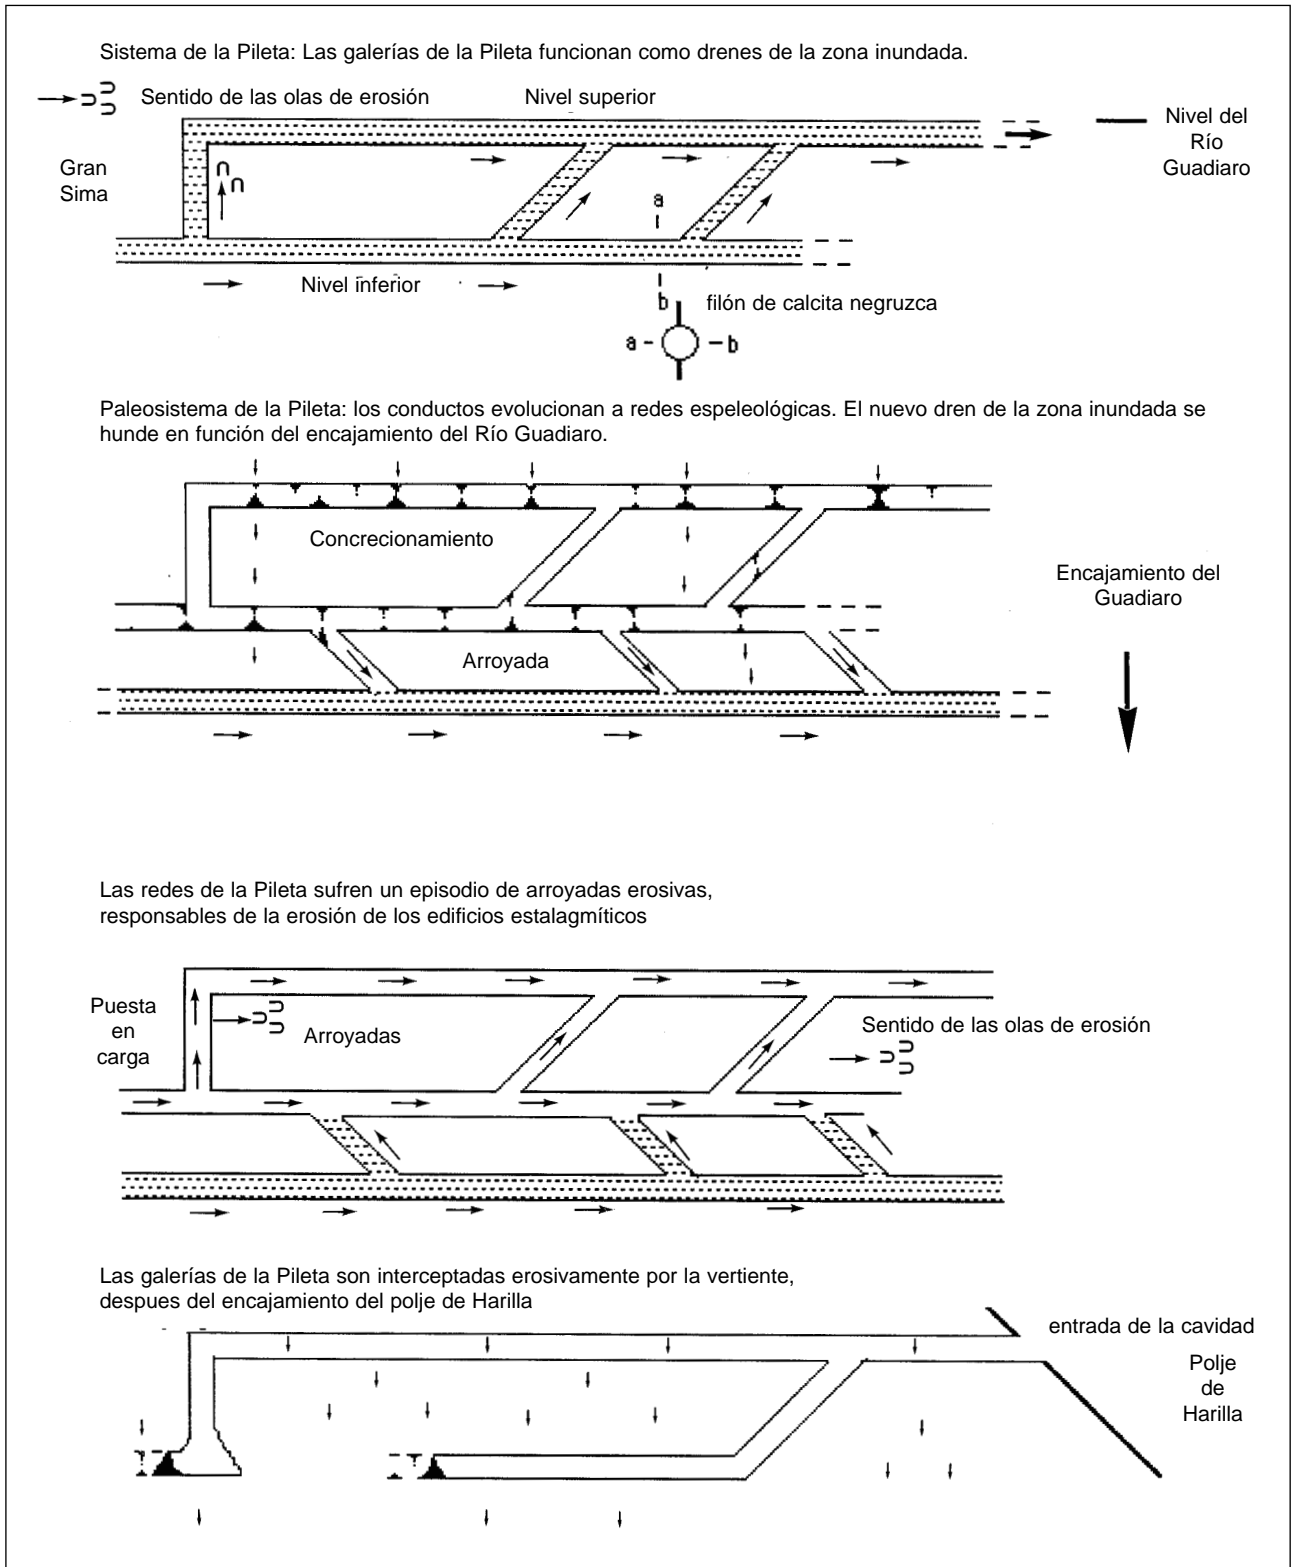 Sistema de la Pileta: Las galerías de la Pileta funcionan como drenes de la zona inundada.
Sentido de las olas de erosión
Nivel superior
Nivel del
Río
Guadiaro
Gran
Sima
a
Nivel inferior
b
filón de calcita negruzca
a
b
Paleosistema de la Pileta: los conductos evolucionan a redes espeleológicas. El nuevo dren de la zona inundada se
hunde en función del encajamiento del Río Guadiaro.
Concrecionamiento
Encajamiento del
Guadiaro
Arroyada
Las redes de la Pileta sufren un episodio de arroyadas erosivas,
responsables de la erosión de los edificios estalagmíticos
Puesta
en
carga
Arroyadas
Sentido de las olas de erosión
Las galerías de la Pileta son interceptadas erosivamente por la vertiente,
despues del encajamiento del polje de Harilla
entrada de la cavidad
Polje
de
Harilla